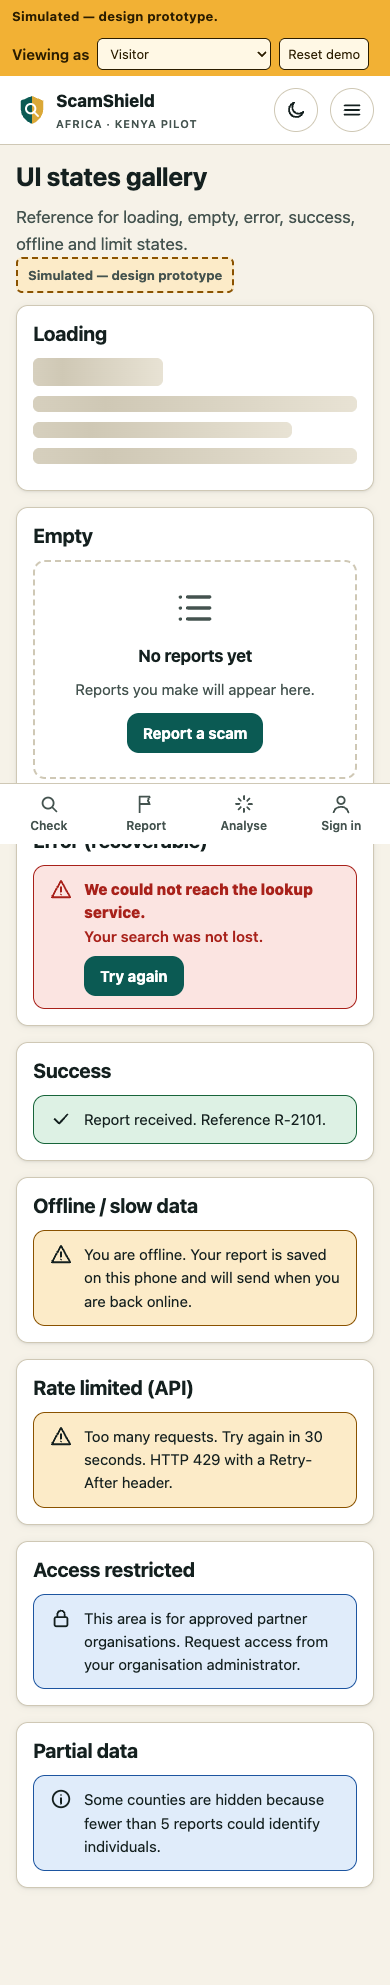 Simulated — design prototype.
Viewing as
Visitor
Reset demo
ScamShield
AFRICA · KENYA PILOT
UI states gallery
Reference for loading, empty, error, success,
offline and limit states.
Simulated — design prototype
Loading
Empty
No reports yet
Reports you make will appear here.
Report a scam
Check
Report
Analyse
Sign in
Error (recoverable)
We could not reach the lookup
service.
Your search was not lost.
Try again
Success
Report received. Reference R-2101.
Offline / slow data
You are offline. Your report is saved
on this phone and will send when you
are back online.
Rate limited (API)
Too many requests. Try again in 30
seconds. HTTP 429 with a Retry-
After header.
Access restricted
This area is for approved partner
organisations. Request access from
your organisation administrator.
Partial data
Some counties are hidden because
fewer than 5 reports could identify
individuals.